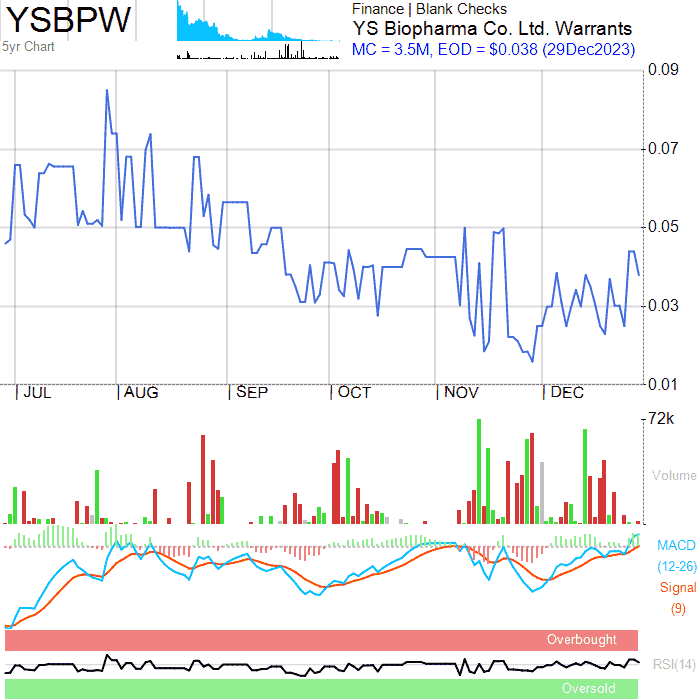 YSBPW
5yr Chart
Finance | Blank Checks
YS Biopharma Co. Ltd. Warrants
MC = 3.5M, EOD = $0.038 (29Dec2023)
0.09
0.07
0.05
0.03
0.01
JUL
AUG
SEP
OCT
NOV
DEC
72k
Volume
MACD
(12-26)
Signal
(9)
Overbought
RSI(14)
Oversold